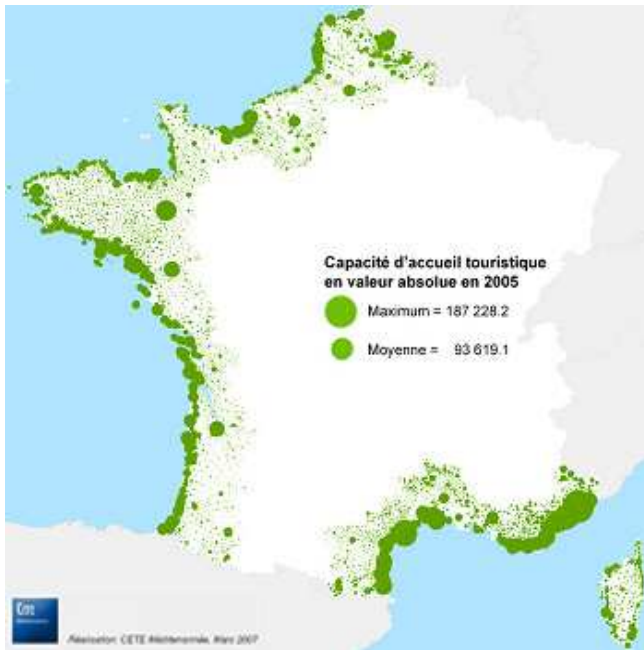 Capacité d'accueil touristique
en valeur absolue en 2005
Maximum = 187 228.2
Moyenne = 93 619.1
Réalisation: CETE Méditerranée, Mars 2007